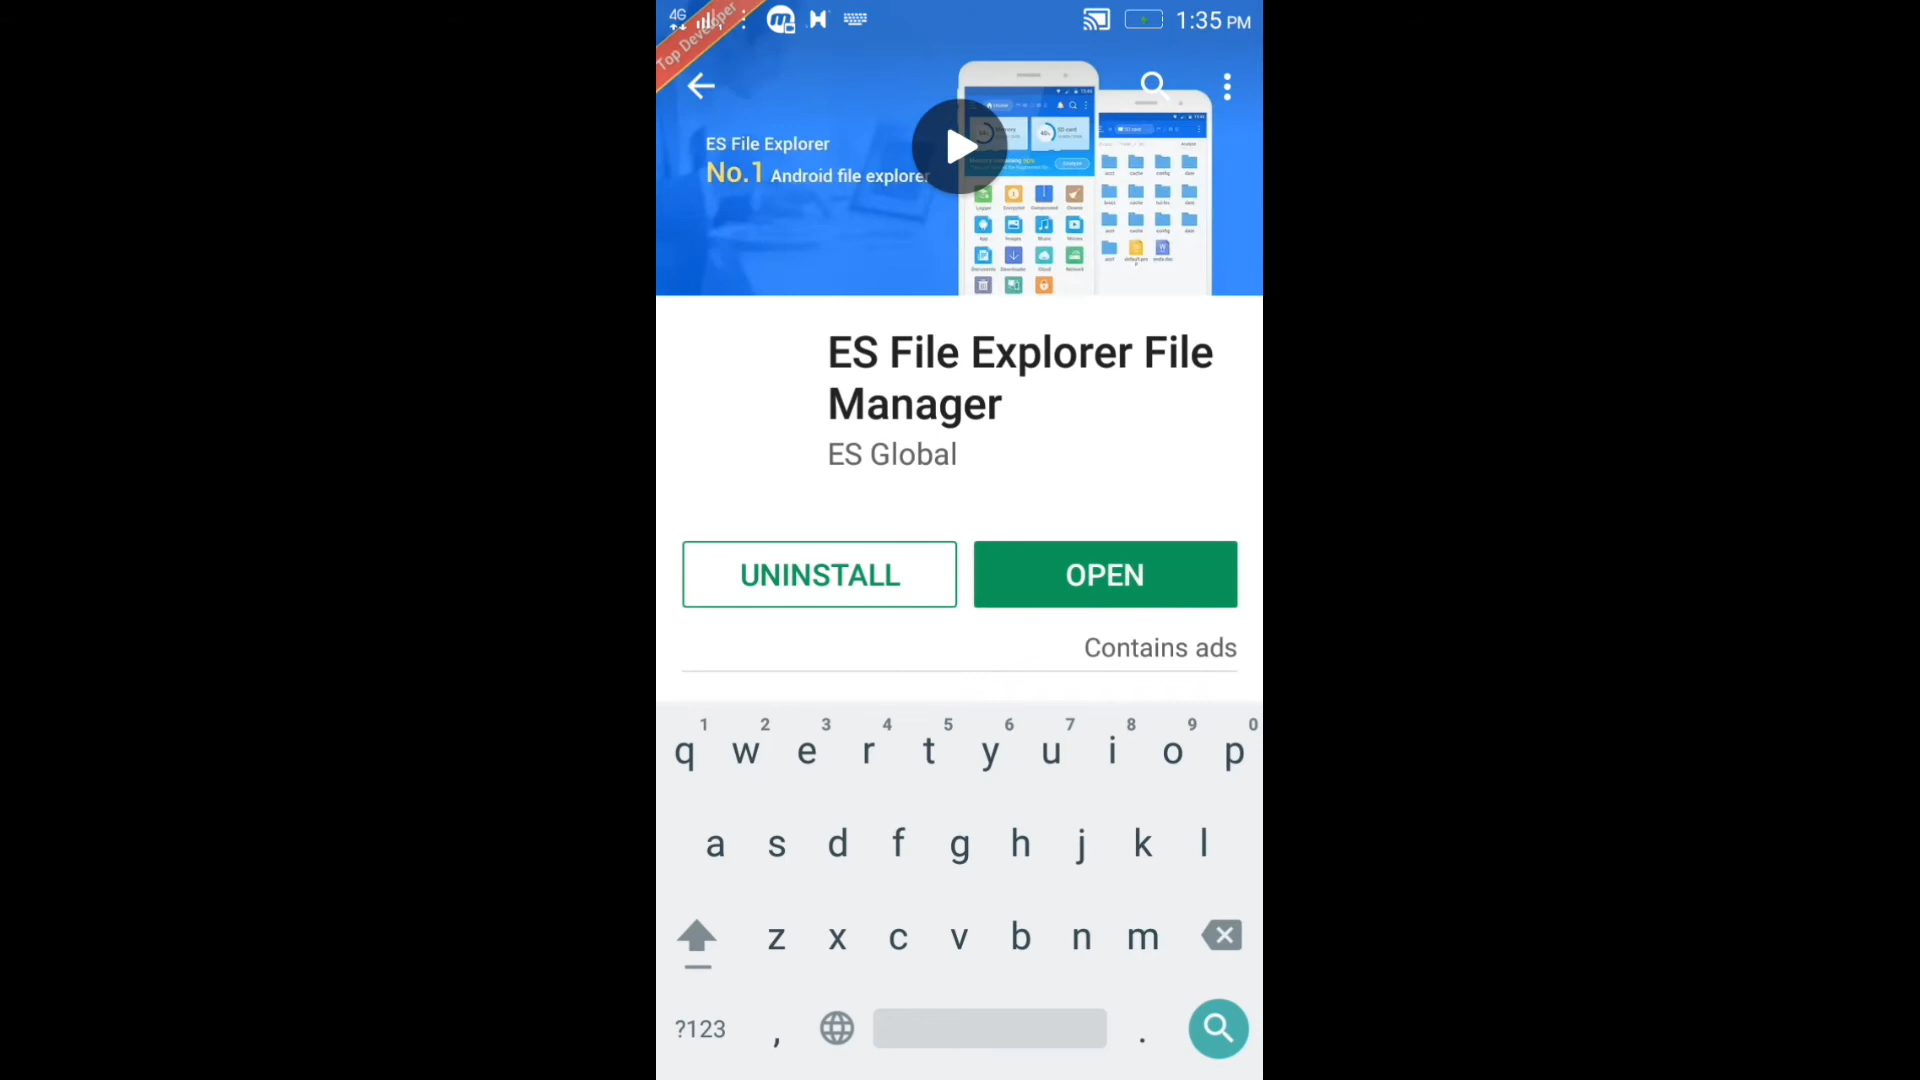 4G
1:35 PM
Top Developer
ES File Explorer
No.1 Android file explorer
ES File Explorer File
Manager
ES Global
UNINSTALL
OPEN
Contains ads
1 2 3 4 5 6 7 8 9 0
q w e r t y u i o p
a s d f g h j k l
z x c v b n m
?123 , .